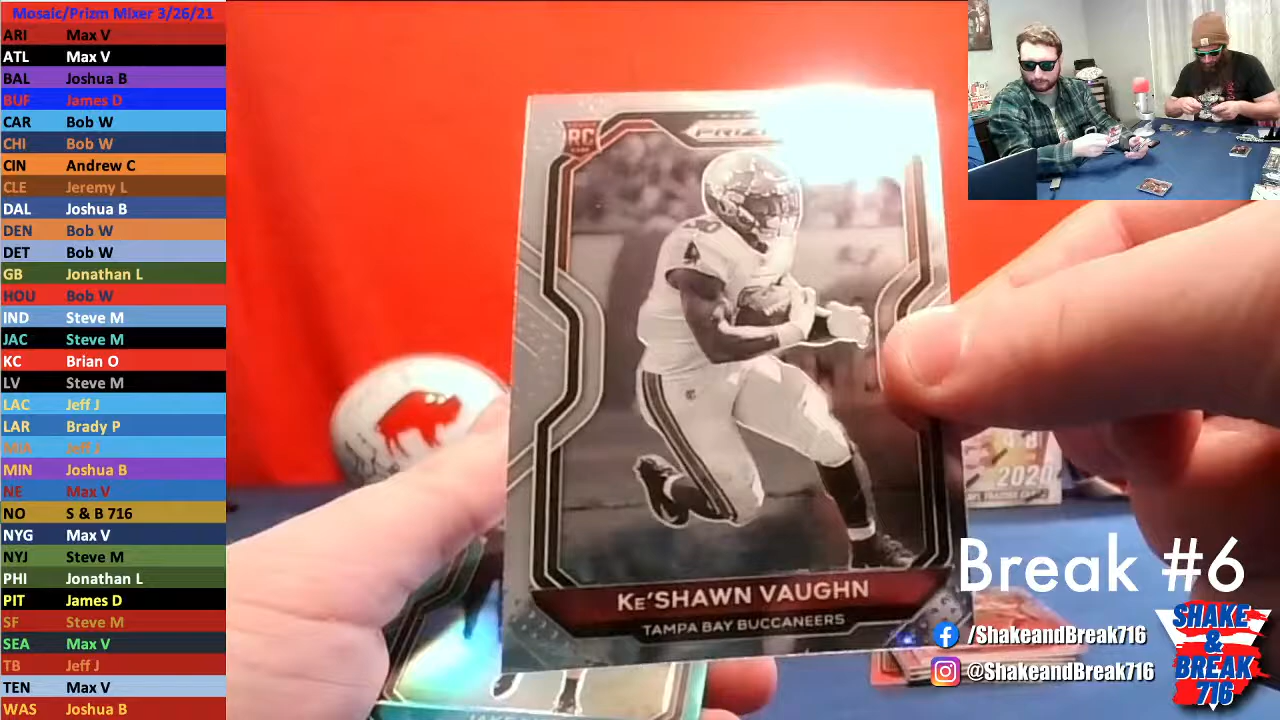 Mosaic/Prizm Mixer 3/26/21
ARI Max V
ATL Max V
BAL Joshua B
BUF James D
CAR Bob W
CHI Bob W
CIN Andrew C
CLE Jeremy L
DAL Joshua B
DEN Bob W
DET Bob W
GB Jonathan L
HOU Bob W
IND Steve M
JAC Steve M
KC Brian O
LV Steve M
LAC Jeff J
LAR Brady P
MIA Jeff J
MIN Joshua B
NE Max V
NO S & B 716
NYG Max V
NYJ Steve M
PHI Jonathan L
PIT James D
SF Steve M
SEA Max V
TB Jeff J
TEN Max V
WAS Joshua B
RC
KE'SHAWN VAUGHN
TAMPA BAY BUCCANEERS
2020
Break #6
/ShakeandBreak716
@ShakeandBreak716
SHAKE
&
BREAK
716